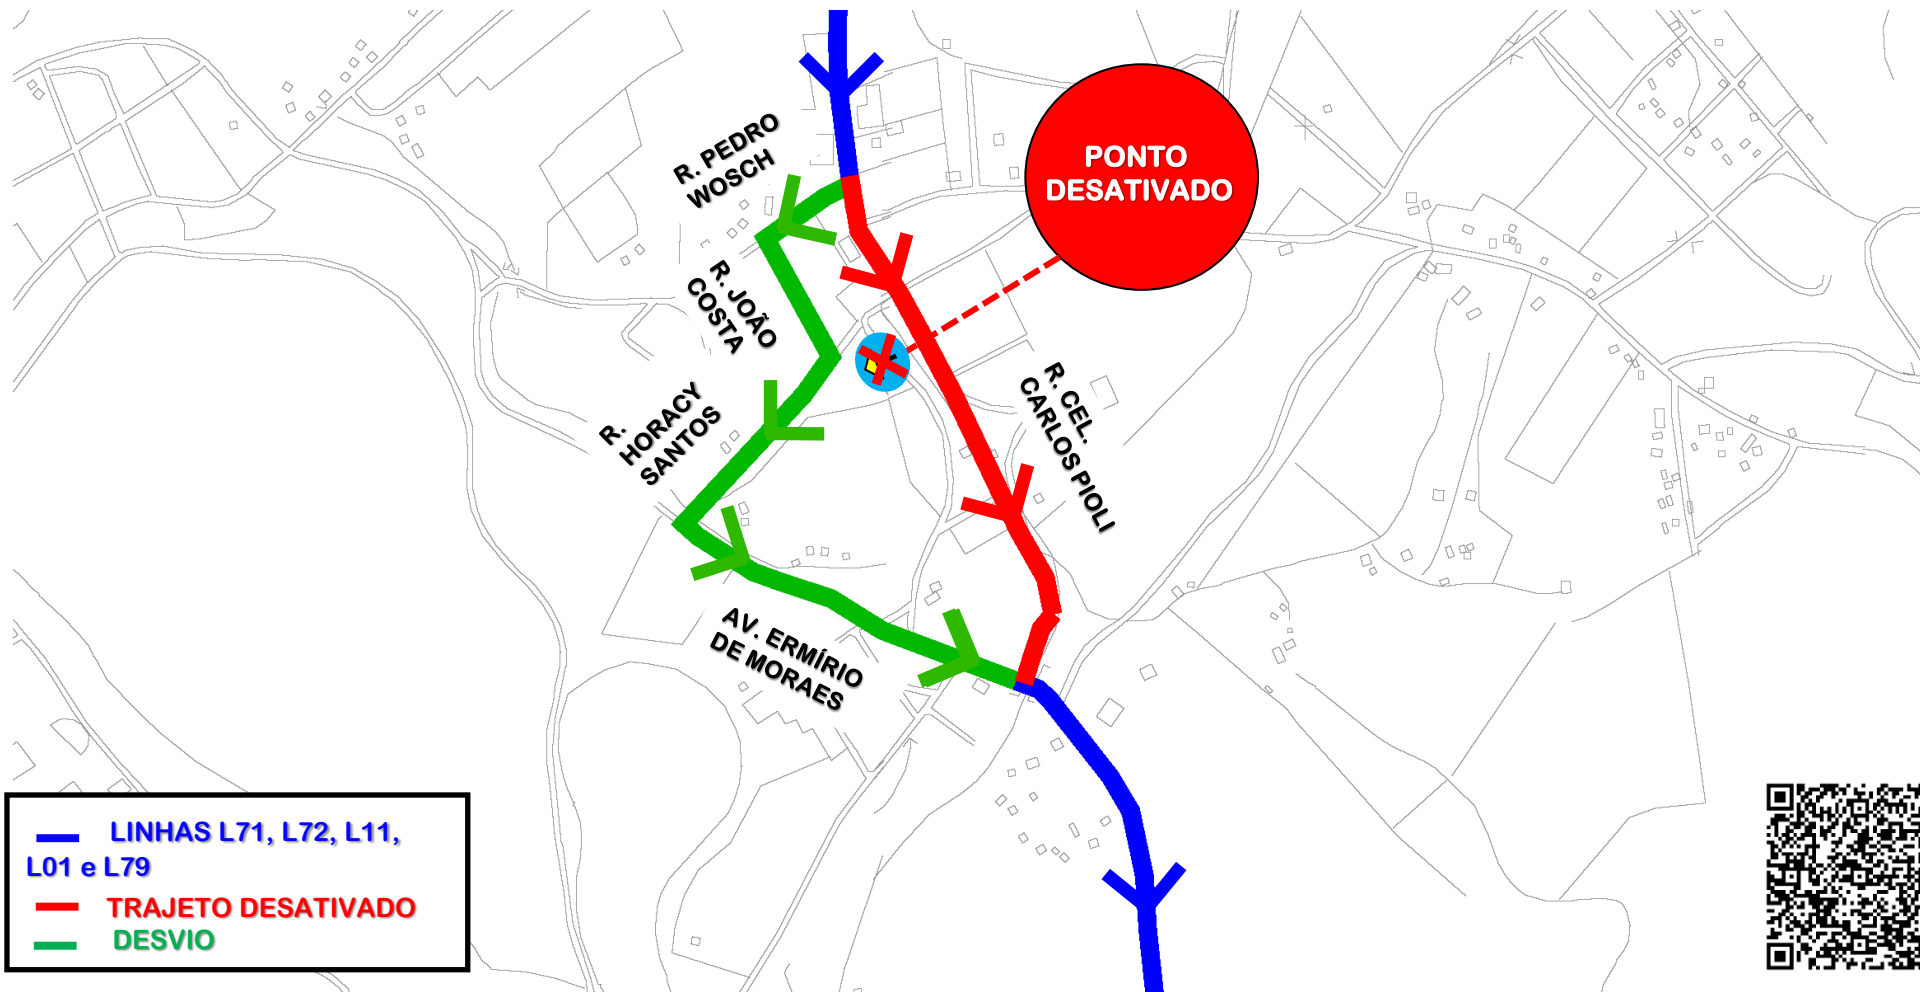 R. PEDRO
WOSCH
PONTO
DESATIVADO
R. JOÃO
COSTA
R. CEL.
CARLOS PIOLI
R.
HORACY
SANTOS
AV. ERMÍRIO
DE MORAES
LINHAS L71, L72, L11,
L01 e L79
TRAJETO DESATIVADO
DESVIO